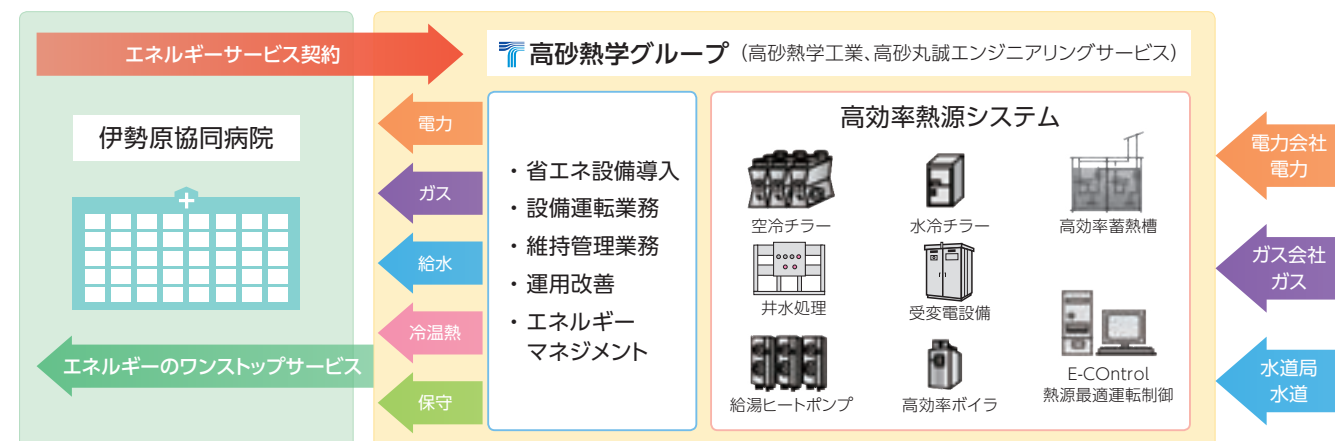 エネルギーサービス契約
高砂熱学グループ（高砂熱学工業、高砂丸誠エンジニアリングサービス）
伊勢原協同病院
エネルギーのワンストップサービス
電力
ガス
給水
冷温熱
保守
・省エネ設備導入
・設備運転業務
・維持管理業務
・運用改善
・エネルギー
マネジメント
高効率熱源システム
空冷チラー
水冷チラー
高効率蓄熱槽
井水処理
受変電設備
給湯ヒートポンプ
高効率ボイラ
E-COntrol
熱源最適運転制御
電力会社
電力
ガス会社
ガス
水道局
水道